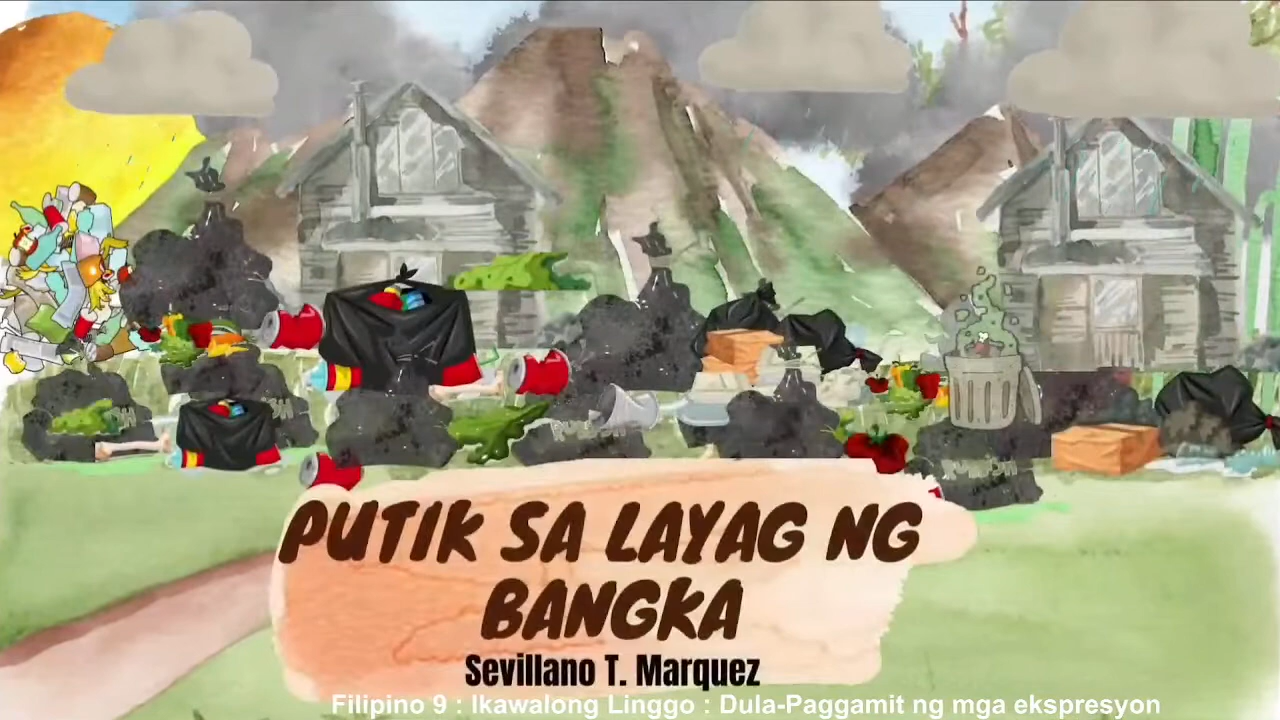 PUTIK SA LAYAG NG
BANGKA
Sevillano T. Marquez
Filipino 9 : Ikawalong Linggo : Dula-Paggamit ng mga ekspresyon